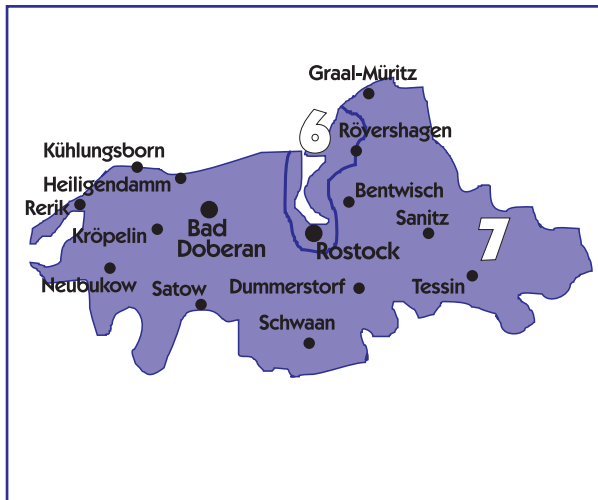 Graal-Müritz
6
Rövershagen
Kühlungsborn
Heiligendamm
Bentwisch
Rerik
Sanitz
Kröpelin
Bad
Doberan
7
Rostock
Neubukow
Satow
Dummerstorf
Tessin
Schwaan